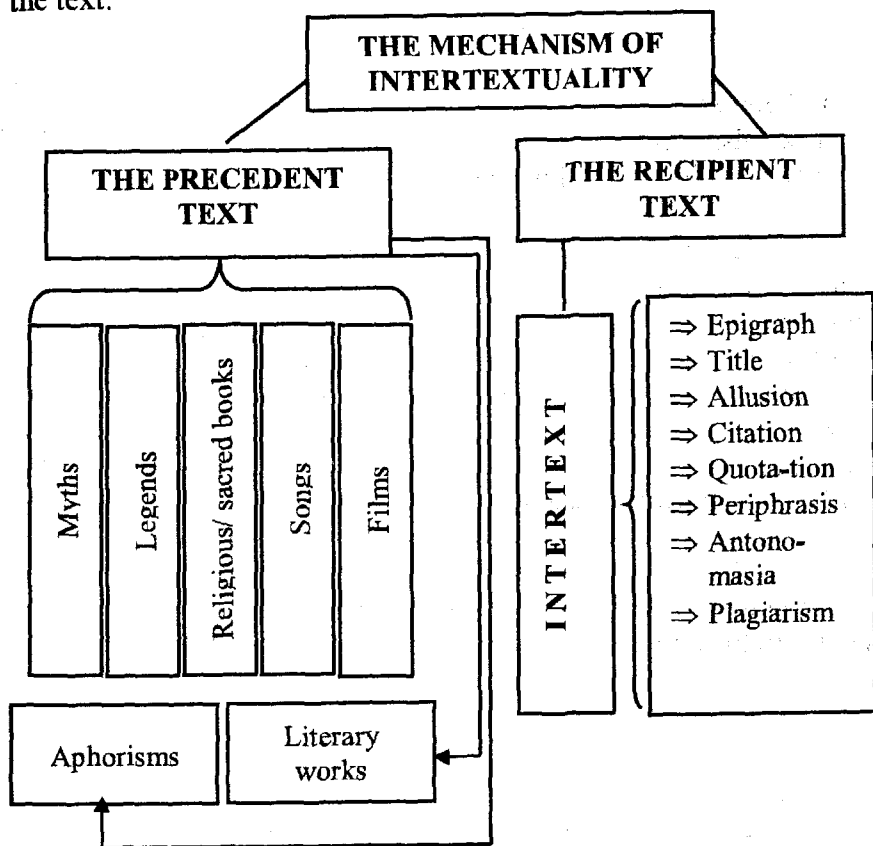 the text.
THE MECHANISM OF
INTERTEXTUALITY
THE PRECEDENT
TEXT
THE RECIPIENT
TEXT
Myths
Legends
Religious/ sacred books
Songs
Films
Aphorisms
Literary
works
INTERTEXT
⇒ Epigraph
⇒ Title
⇒ Allusion
⇒ Citation
⇒ Quota-tion
⇒ Periphrasis
⇒ Antono-
masia
⇒ Plagiarism